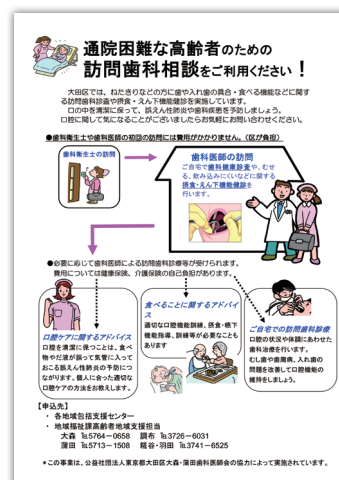 通院困難な高齢者のための
訪問歯科相談をご利用ください！
大田区では、ねたきりなどの方に歯や入れ歯の具合・食べる機能などに関す
る訪問歯科診査や摂食・えん下機能健診を実施しています。
口の中を清潔に保って、誤えん性肺炎や歯科疾患を予防しましょう。
口腔に関して気になることがございましたらお気軽にお問い合わせください。
●歯科衛生士や歯科医師の初回の訪問には費用がかかりません。（区が負担）
歯科衛生士の訪問
歯科医師の訪問
ご自宅で歯科健康診査や、むせ
る、飲み込みにくいなどに関する
摂食・えん下機能健診を
行います。
●必要に応じて歯科医師による訪問歯科診療等が受けられます。
費用については健康保険、介護保険の自己負担があります。
口腔ケアに関するアドバイス
口腔を清潔に保つことは、食べ
物やだ液が誤って気管に入って
おこる誤えん性肺炎の予防につ
ながります。個人に合った適切な
口腔ケアの方法をお教えします。
食べることに関するアドバイ
ス
適切な口腔機能訓練、摂食・嚥下
機能指導、訓練等が必要なことも
あります
ご自宅での訪問歯科診療
口腔の状況や体調にあわせた
歯科治療を行います。
むし歯や歯周病、入れ歯の
問題を改善して口腔機能の
維持をしましょう。
【申込先】
・ 各地域包括支援センター
・ 地域福祉課高齢者地域支援担当
大森 ℡5764－0658 調布 ℡3726－6031
蒲田 ℡5713－1508 糀谷・羽田 ℡3741－6525
＊この事業は、公益社団法人東京都大田区大森・蒲田歯科医師会の協力によって実施されています。